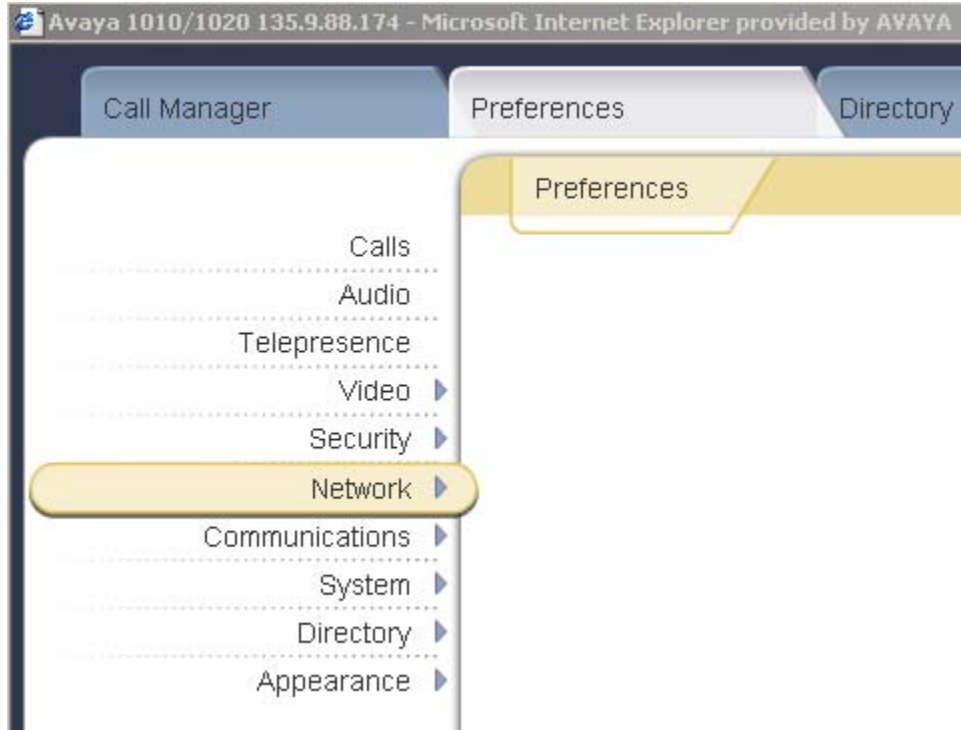 Avaya 1010/1020 135.9.88.174 - Microsoft Internet Explorer provided by AVAYA
Call Manager Preferences Directory
Preferences
Calls
Audio
Telepresence
Video
Security
Network
Communications
System
Directory
Appearance